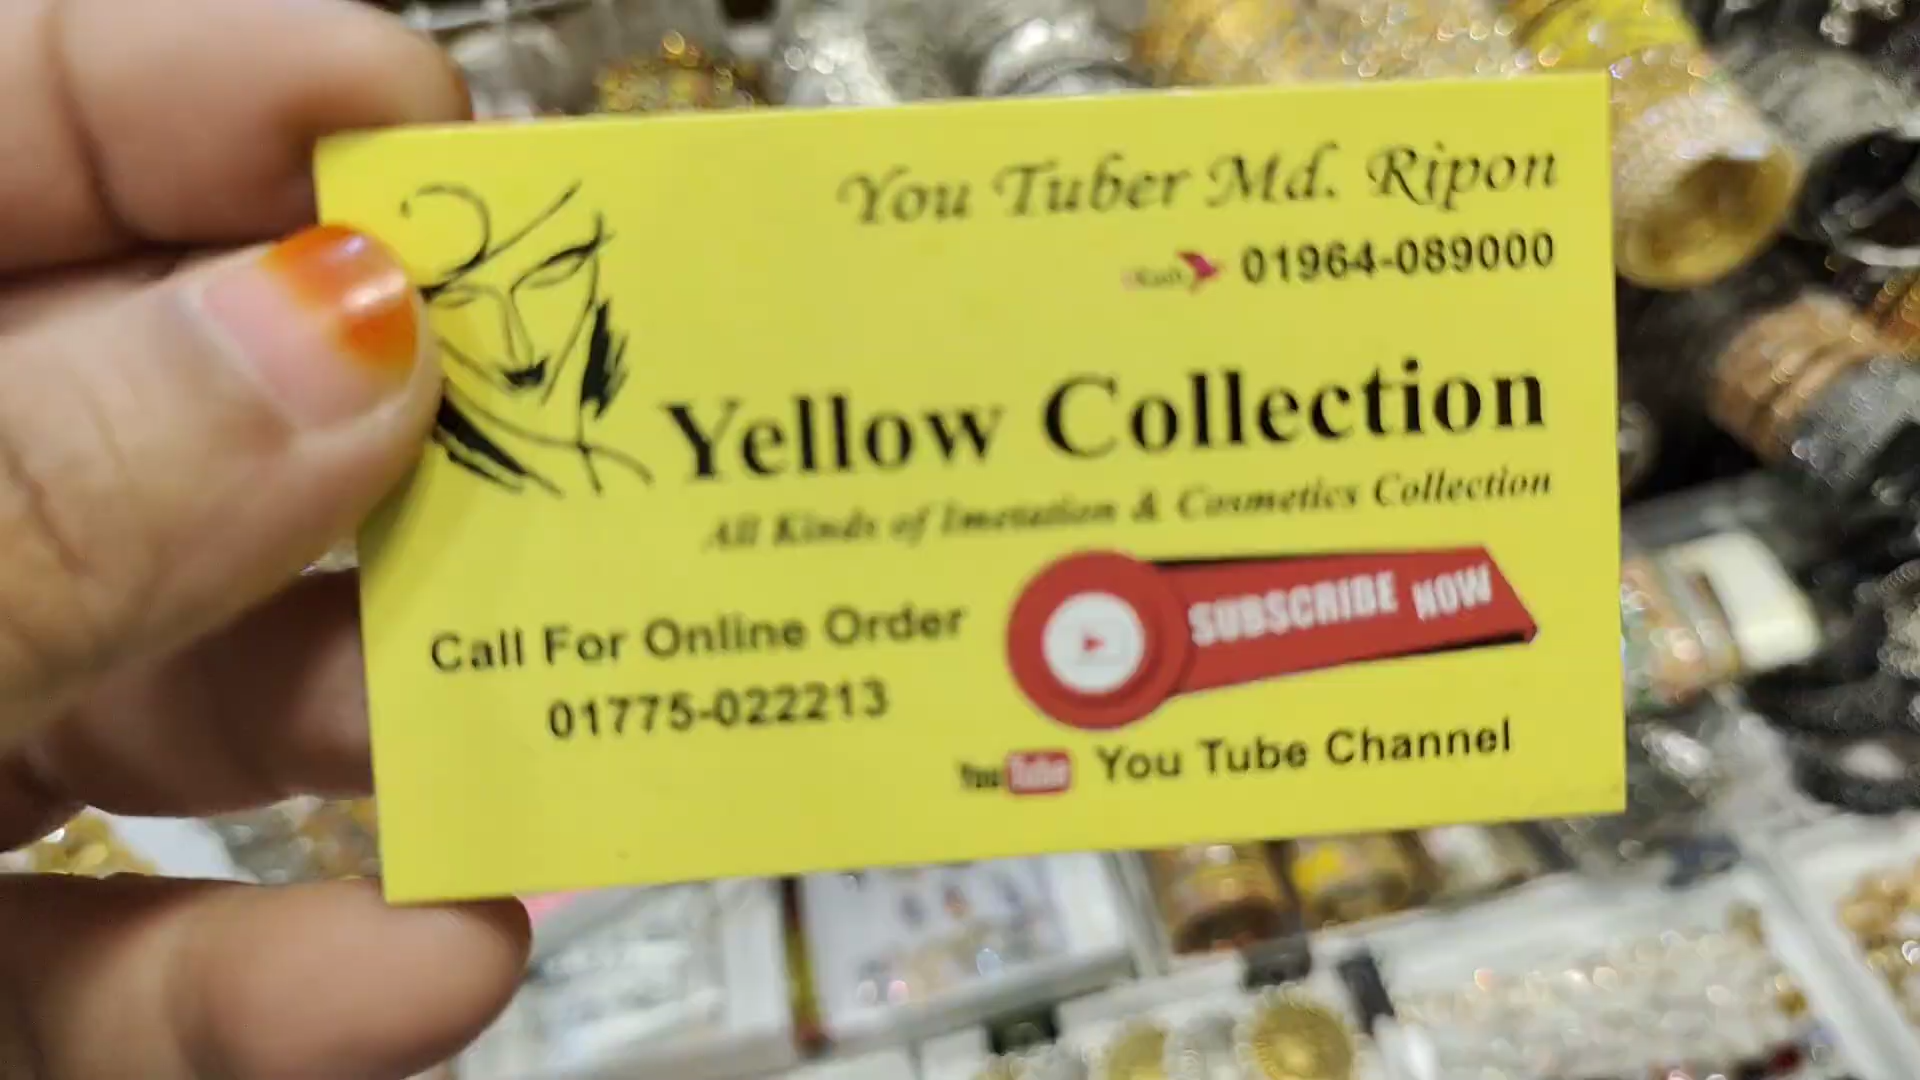 You Tuber Md. Ripon
bKash 01964-089000
Yellow Collection
All Kinds of Imetation & Cosmetics Collection
Call For Online Order
01775-022213
SUBSCRIBE NOW
YouTube You Tube Channel